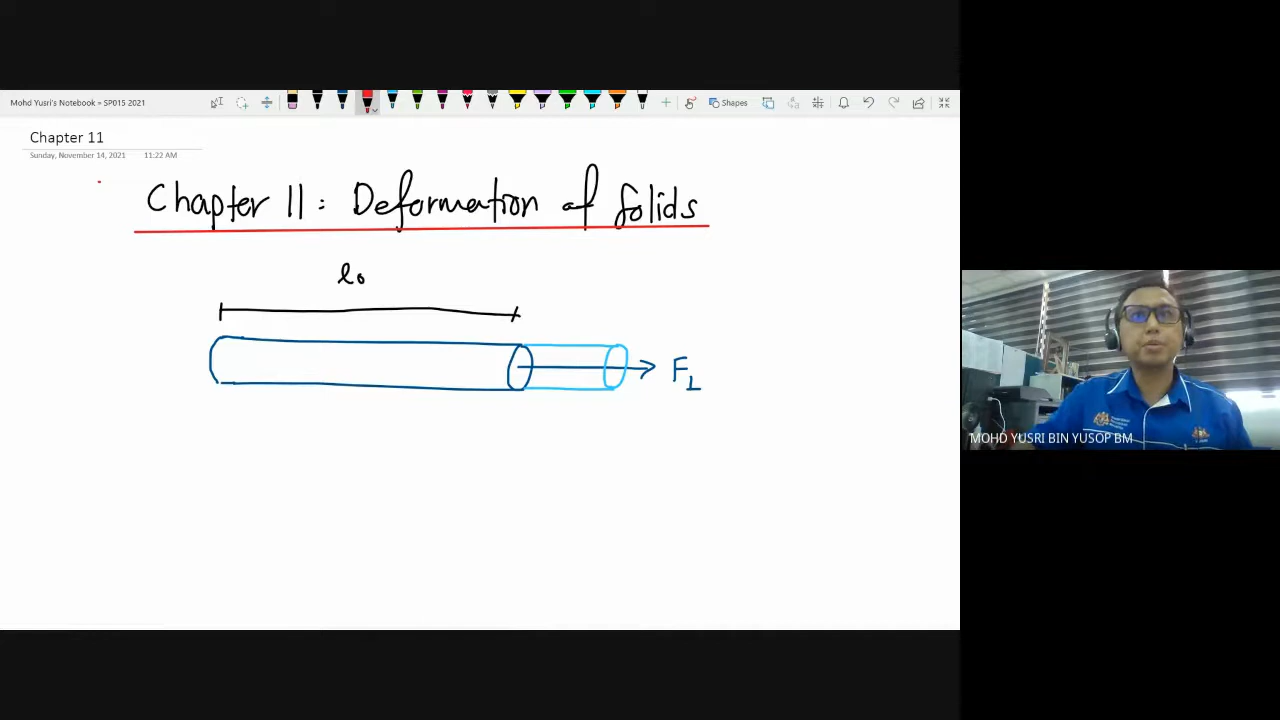 Mohd Yusri's Notebook » SP015 2021
Shapes
Chapter 11
Sunday, November 14, 2021 11:22 AM
Chapter 11: Deformation of Solids
l₀
F⊥
MOHD YUSRI BIN YUSOP BM